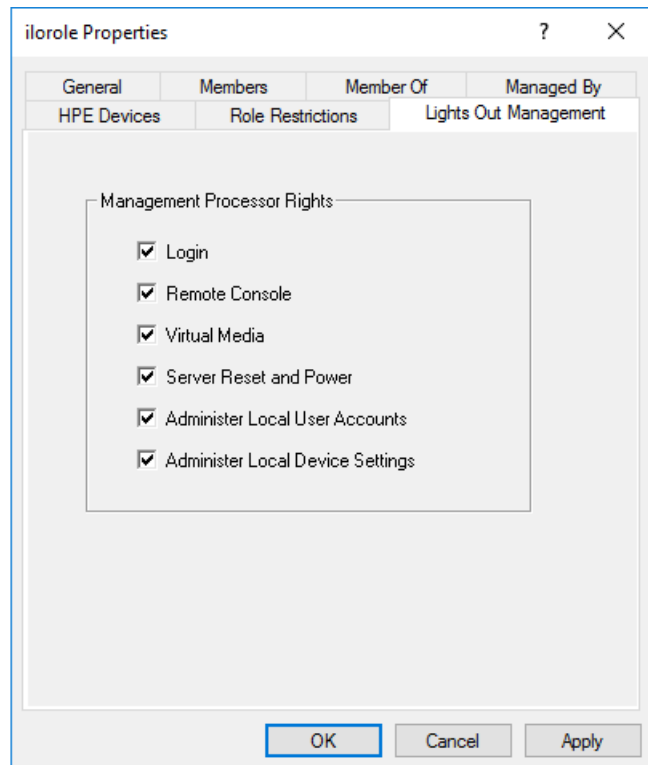 ilorole Properties
?
General Members Member Of Managed By
HPE Devices Role Restrictions Lights Out Management
Management Processor Rights
Login
Remote Console
Virtual Media
Server Reset and Power
Administer Local User Accounts
Administer Local Device Settings
OK Cancel Apply